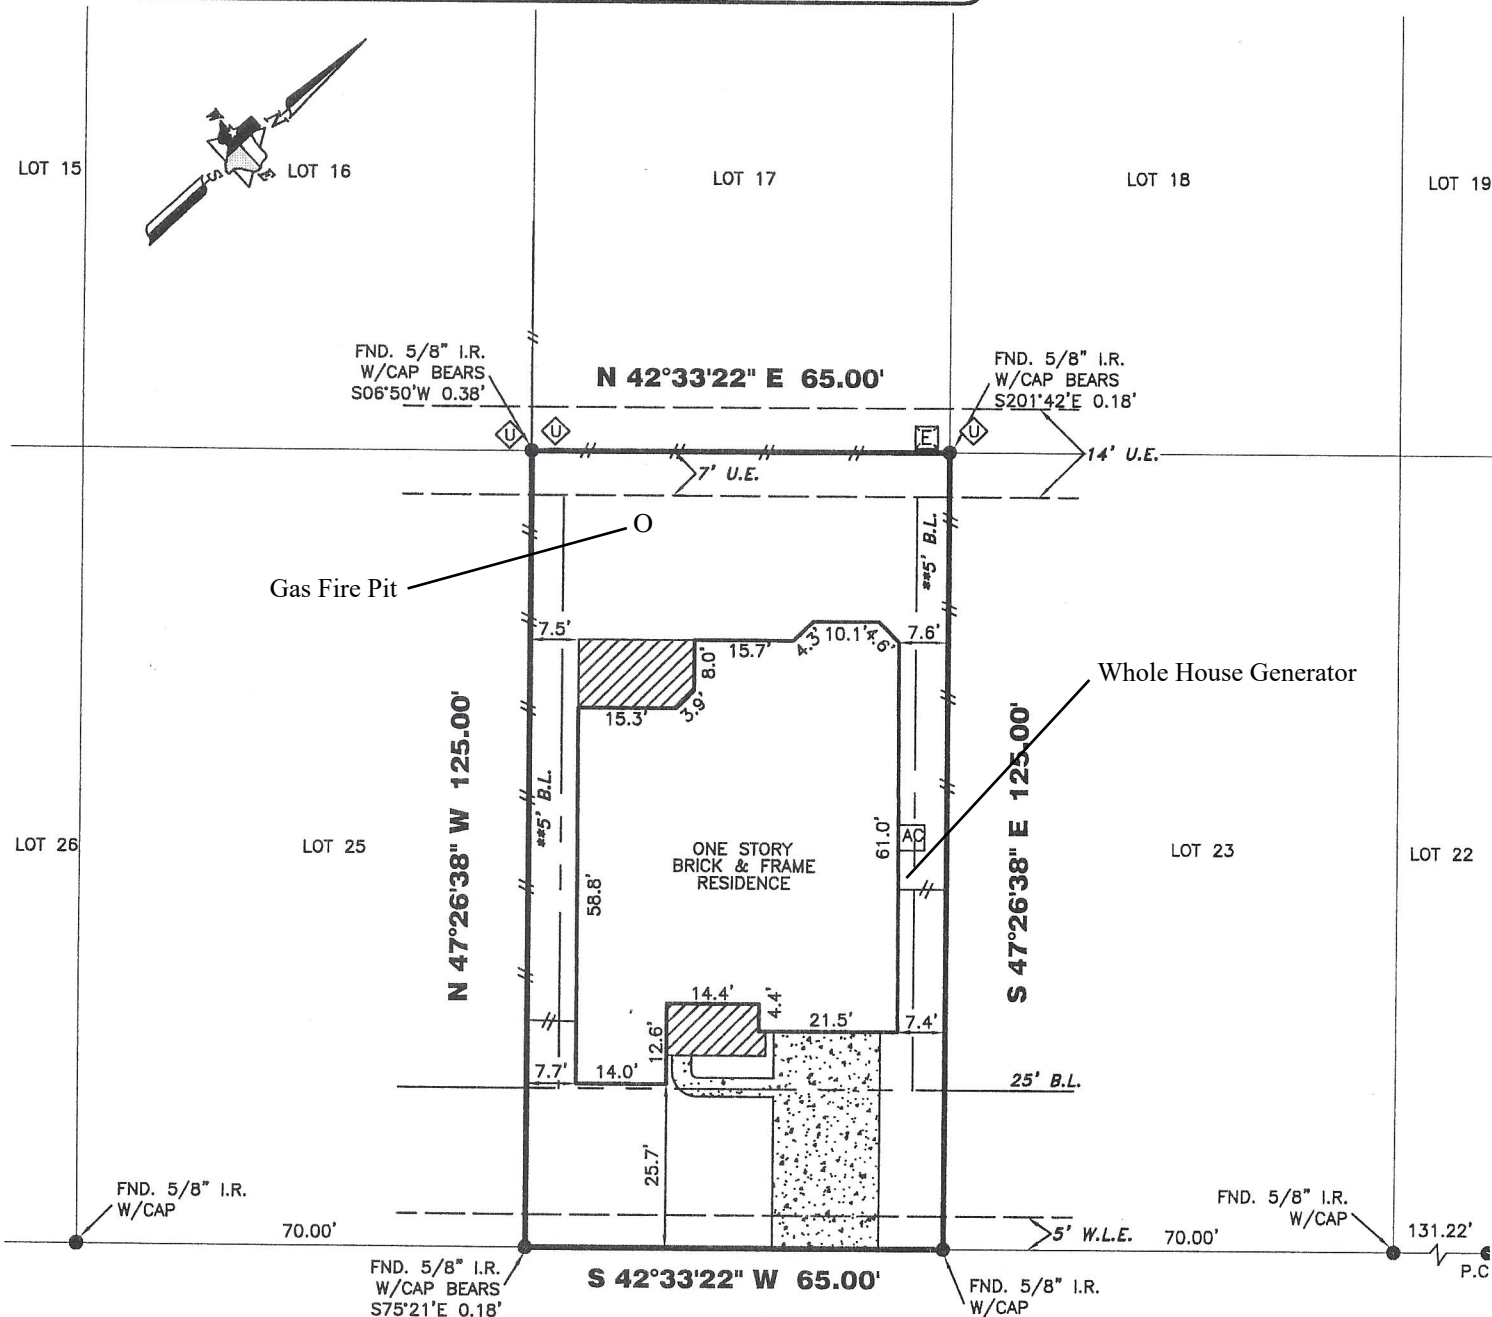 N
W
S
E
LOT 15
LOT 16
LOT 17
LOT 18
LOT 19
FND. 5/8" I.R.
W/CAP BEARS
S06°50'W 0.38'
N 42°33'22" E 65.00'
FND. 5/8" I.R.
W/CAP BEARS
S201°42'E 0.18'
U
U
E
U
14' U.E.
7' U.E.
O
Gas Fire Pit
**5' B.L.
7.5'
15.7'
4.3'
10.1'
4.6'
7.6'
8.0'
3.9'
15.3'
Whole House Generator
N 47°26'38" W 125.00'
**5' B.L.
S 47°26'38" E 125.00'
61.0'
AC
LOT 26
LOT 25
ONE STORY
BRICK & FRAME
RESIDENCE
LOT 23
LOT 22
58.8'
14.4'
4.4'
21.5'
7.4'
12.6'
7.7'
14.0'
25' B.L.
25.7'
FND. 5/8" I.R.
W/CAP
70.00'
5' W.L.E.
70.00'
FND. 5/8" I.R.
W/CAP
131.22'
P.C
FND. 5/8" I.R.
W/CAP BEARS
S75°21'E 0.18'
S 42°33'22" W 65.00'
FND. 5/8" I.R.
W/CAP